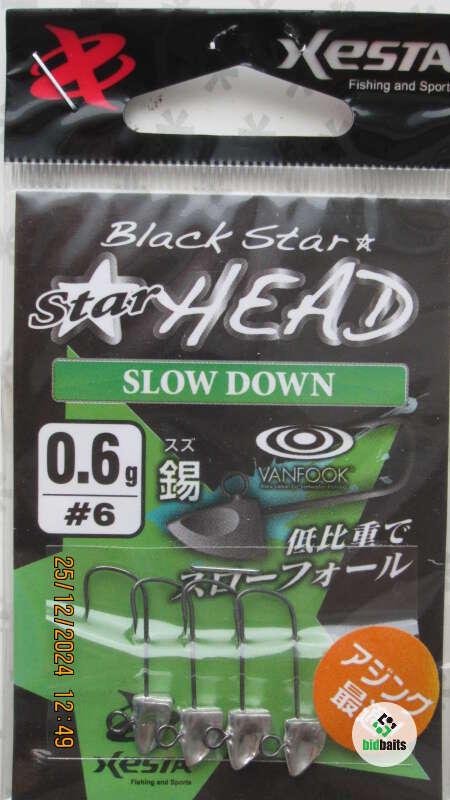 XESTA
Fishing and Sports
Black Star☆
Star HEAD
SLOW DOWN
0.6g
#6
スズ
錫
VANFOOK
低比重で
スローフォール
25/12/2024 12:49
アジング
bidbaits
XESTA
Fishing and Sports